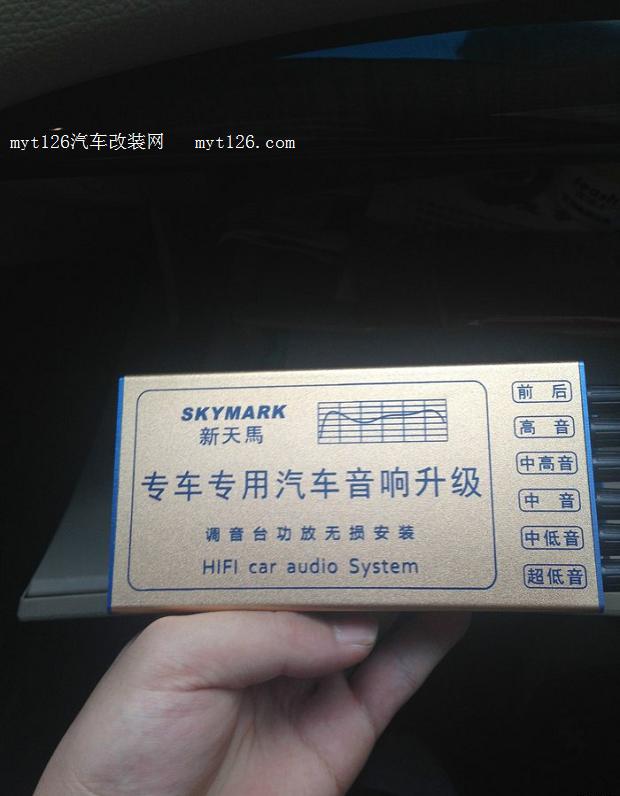 myt126汽车改装网 myt126.com
SKYMARK
新天馬
专车专用汽车音响升级
调音台功放无损安装
HIFI car audio System
前 后
高 音
中高音
中 音
中低音
超低音